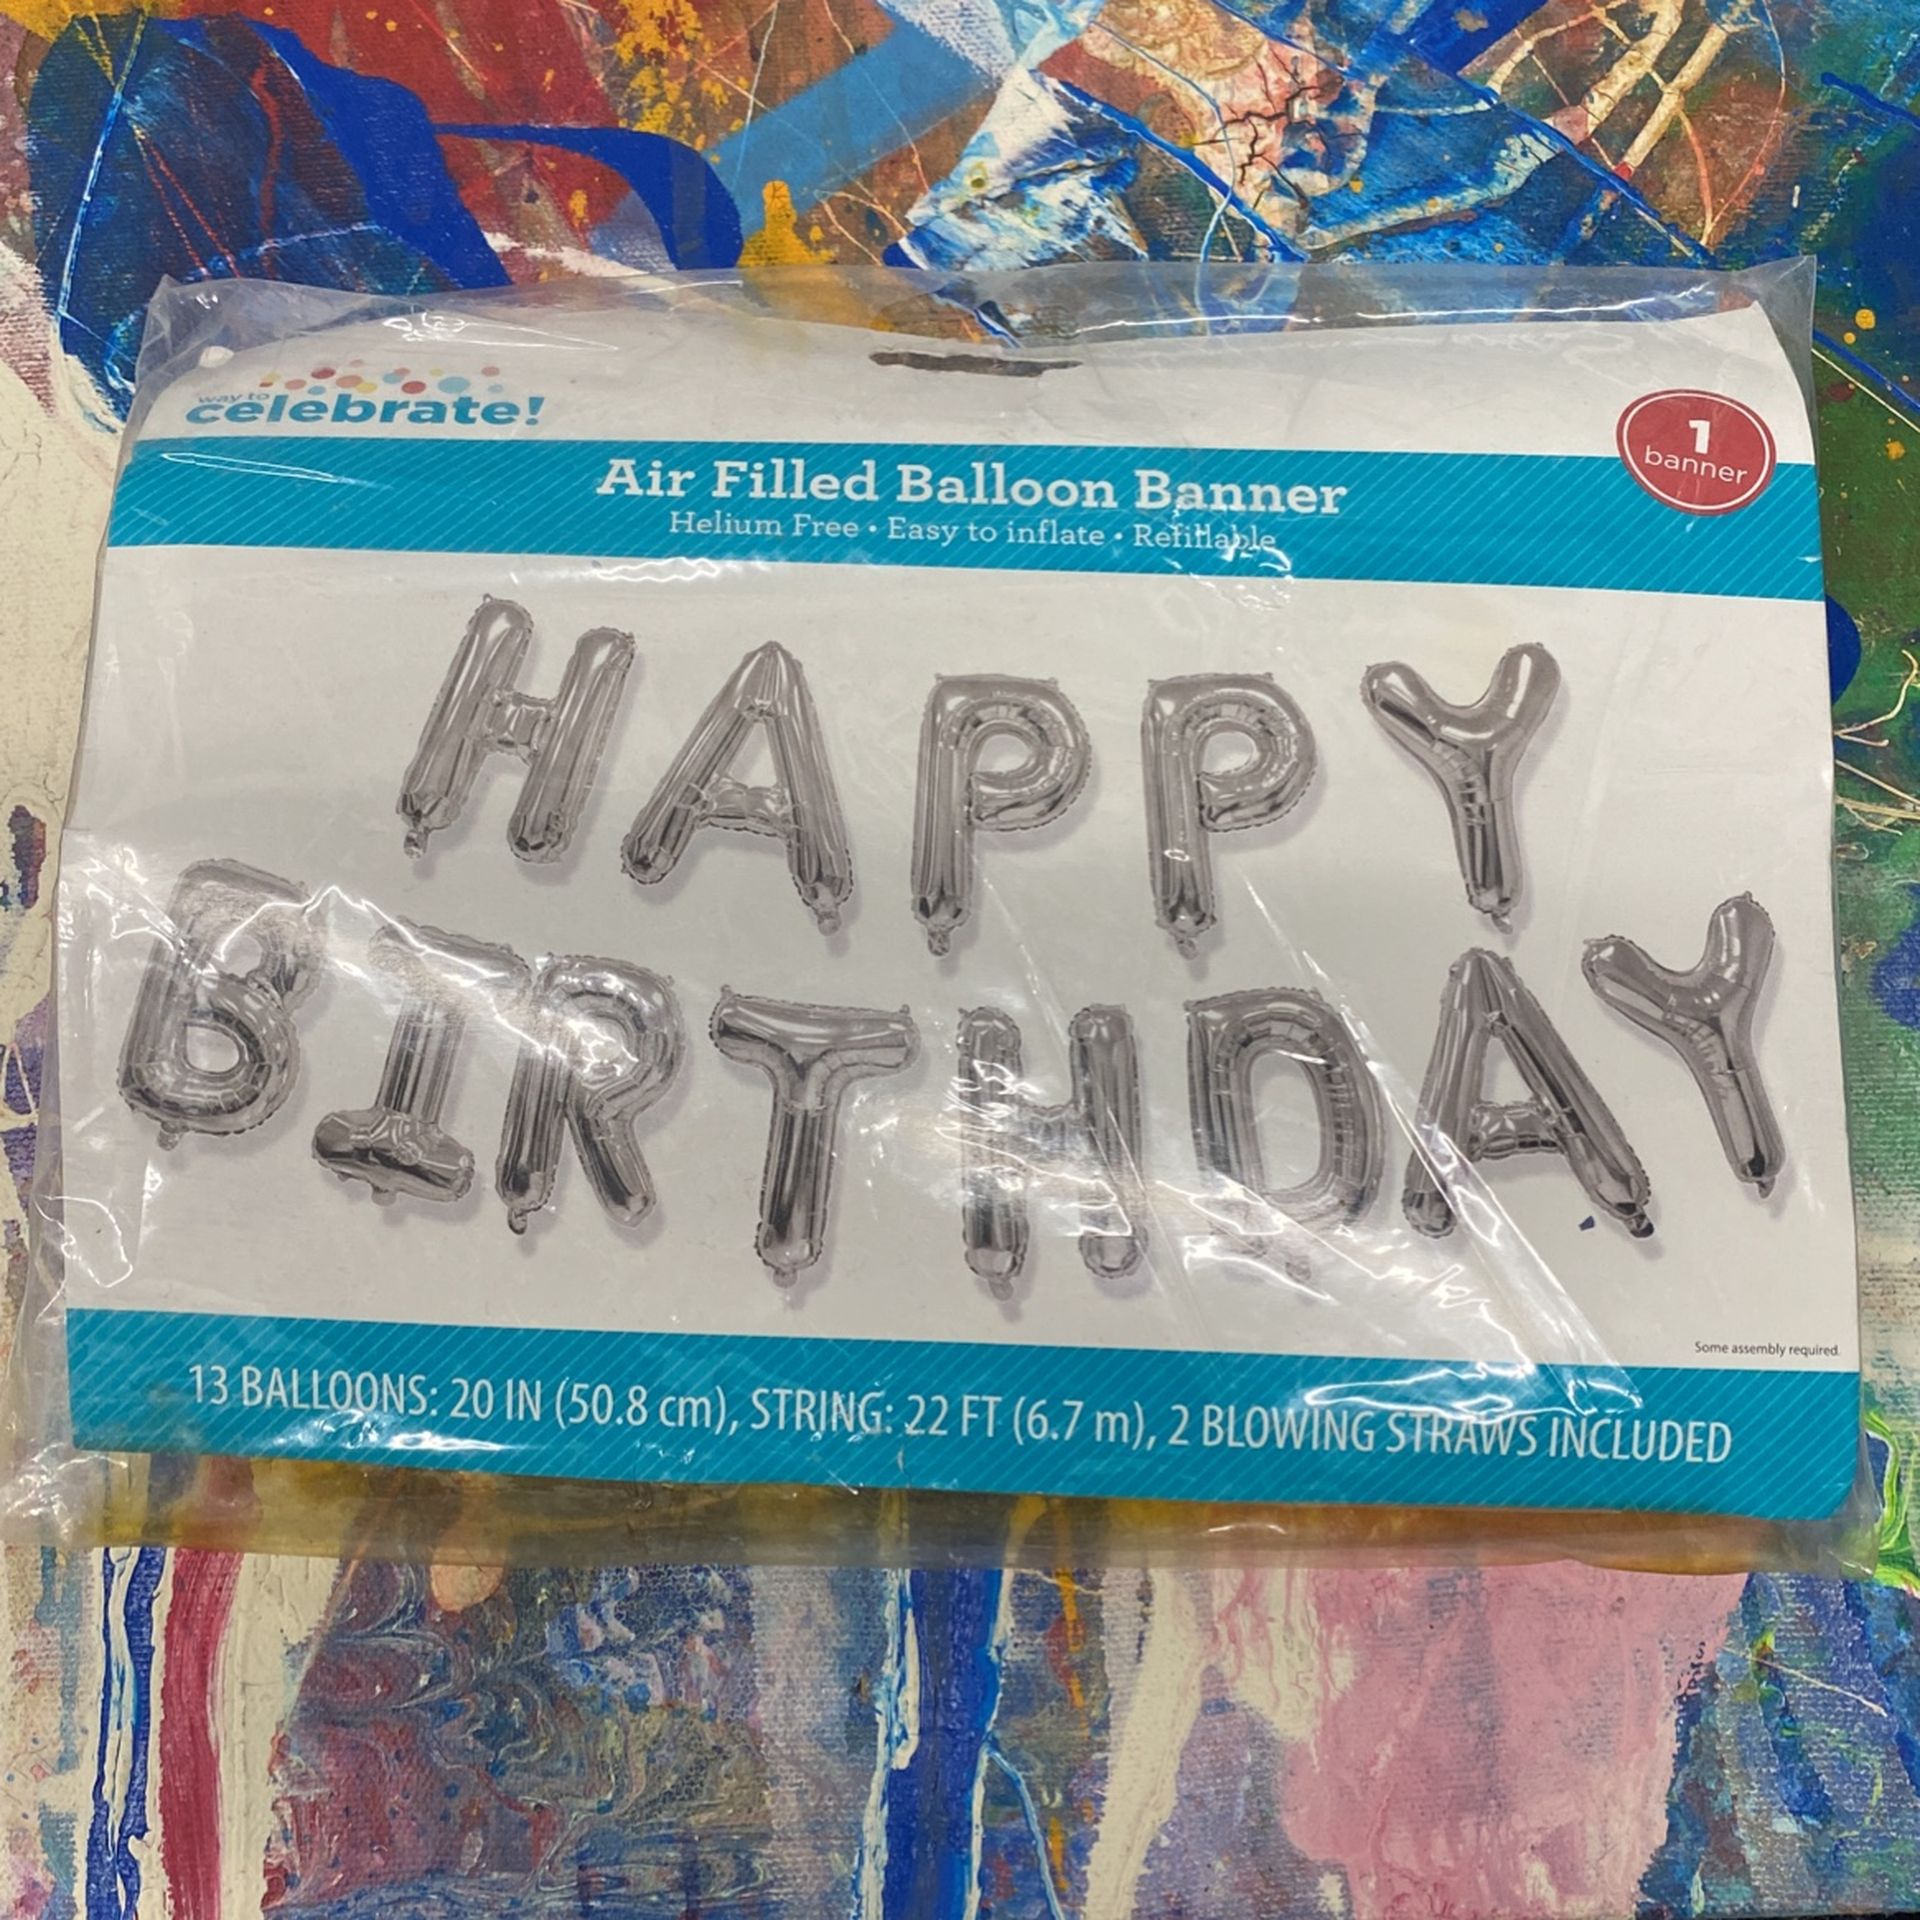 way to
celebrate!
1
banner
Air Filled Balloon Banner
Helium Free • Easy to inflate • Refillable
HAPPY
BIRTHDAY
Some assembly required.
13 BALLOONS: 20 IN (50.8 cm), STRING: 22 FT (6.7 m), 2 BLOWING STRAWS INCLUDED